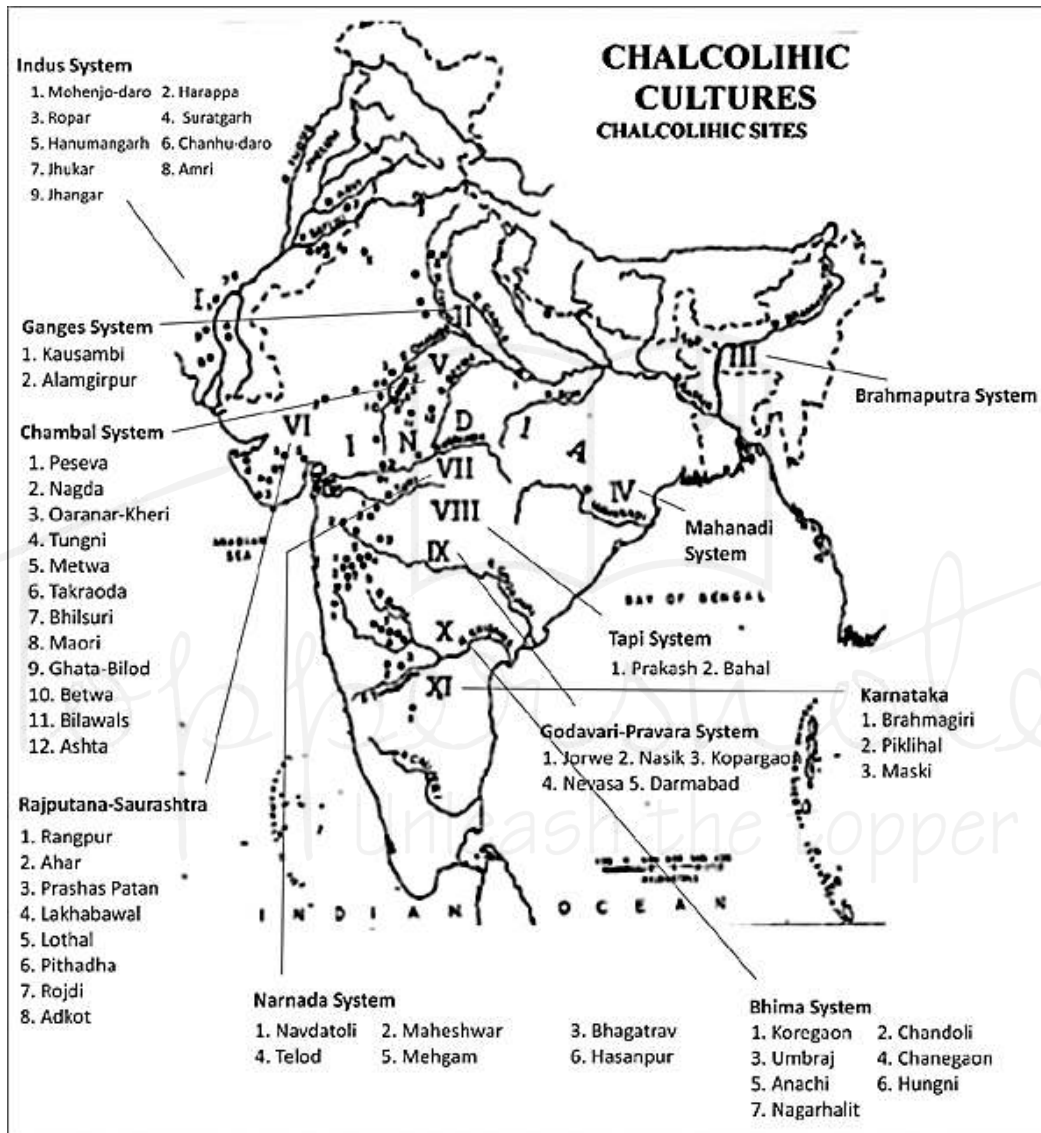 CHALCOLIHIC
CULTURES
CHALCOLIHIC SITES
Indus System
1. Mohenjo-daro 2. Harappa
3. Ropar 4. Suratgarh
5. Hanumangarh 6. Chanhu-daro
7. Jhukar 8. Amri
9. Jhangar
Ganges System
1. Kausambi
2. Alamgirpur
Chambal System
1. Peseva
2. Nagda
3. Oaranar-Kheri
4. Tungni
5. Metwa
6. Takraoda
7. Bhilsuri
8. Maori
9. Ghata-Bilod
10. Betwa
11. Bilawals
12. Ashta
Rajputana-Saurashtra
1. Rangpur
2. Ahar
3. Prashas Patan
4. Lakhabawal
5. Lothal
6. Pithadha
7. Rojdi
8. Adkot
I
II
III
Brahmaputra System
V
VI
I N D I A
VII
IV
Mahanadi
System
VIII
IX
ARABIAN
SEA
BAY OF BENGAL
X
XI
Tapi System
1. Prakash 2. Bahal
Karnataka
1. Brahmagiri
2. Piklihal
3. Maski
Godavari-Pravara System
1. Jorwe 2. Nasik 3. Kopargaon
4. Nevasa 5. Darmabad
Unleash the topper
INDIAN OCEAN
Narnada System
1. Navdatoli 2. Maheshwar 3. Bhagatrav
4. Telod 5. Mehgam 6. Hasanpur
Bhima System
1. Koregaon 2. Chandoli
3. Umbraj 4. Chanegaon
5. Anachi 6. Hungni
7. Nagarhalit